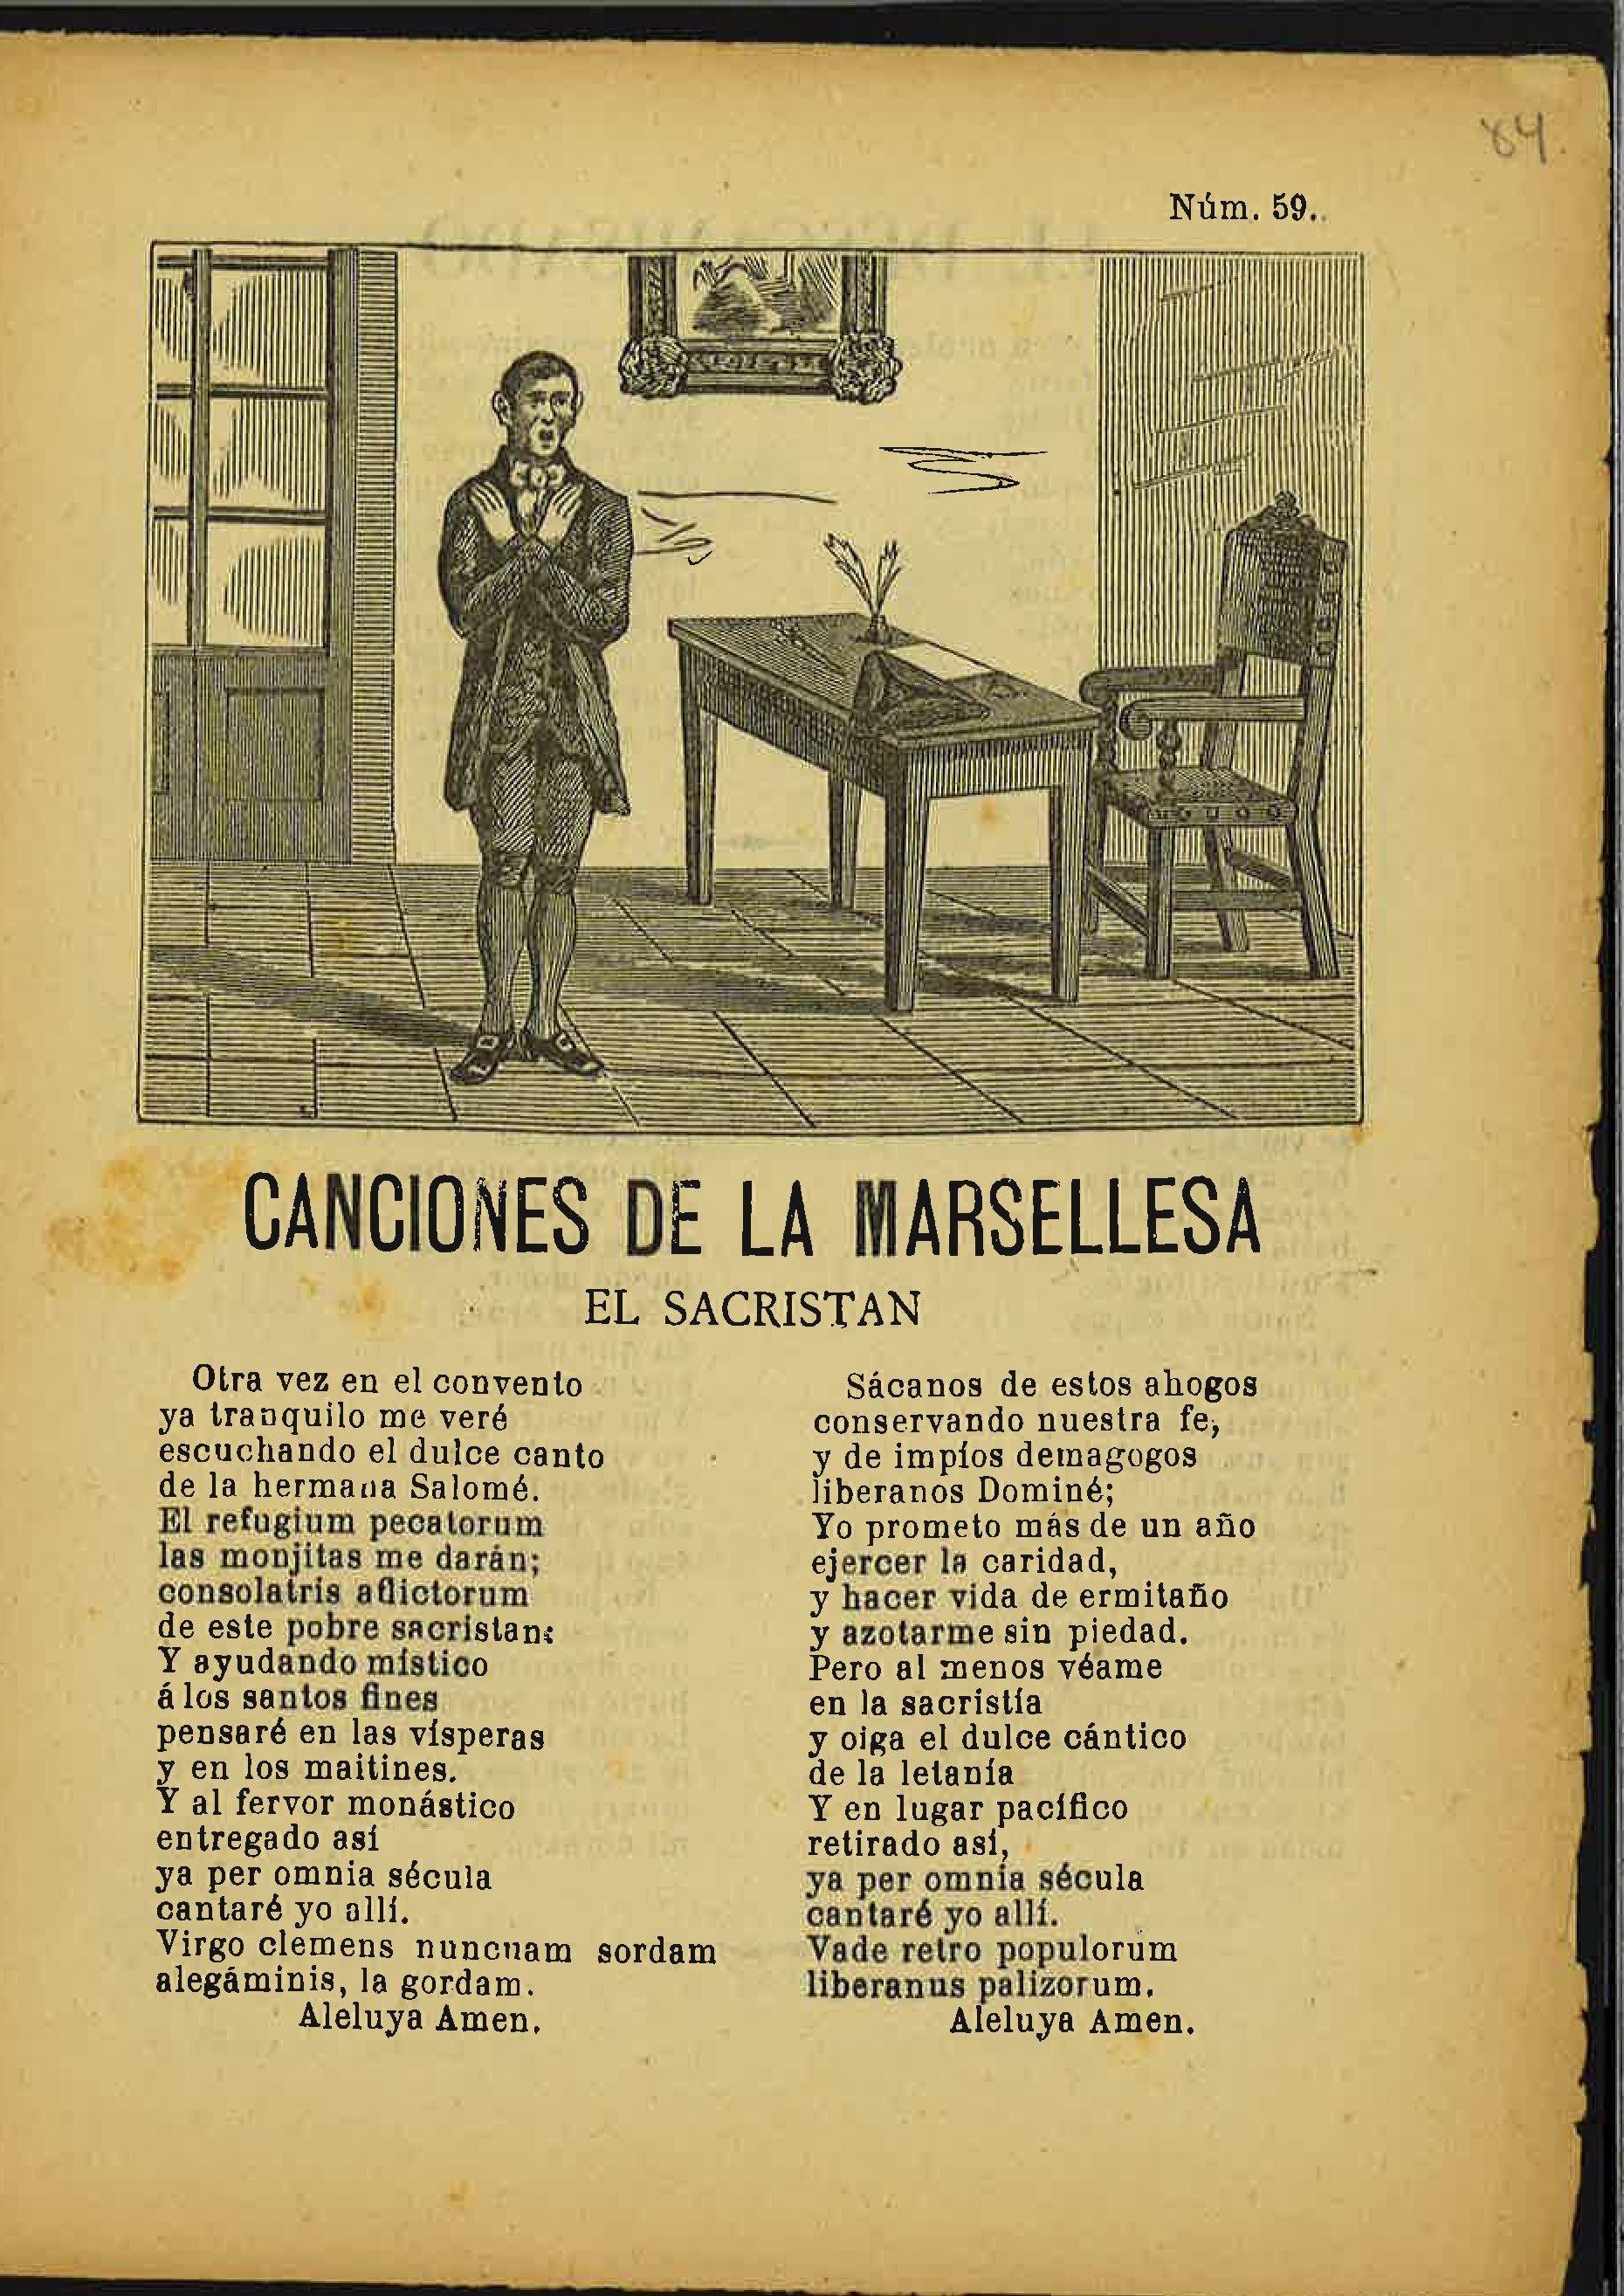 84
Núm. 59.
CANCIONES DE LA MARSELLESA
EL SACRISTAN
Otra vez en el convento
ya tranquilo me veré
escuchando el dulce canto
de la hermana Salomé.
El refugium pecatorum
las monjitas me darán;
consolatris aflictorum
de este pobre sacristan:
Y ayudando místico
á los santos fines
pensaré en las vísperas
y en los maitines.
Y al fervor monástico
entregado así
ya per omnia sécula
cantaré yo allí.
Virgo clemens nuncuam sordam
alegáminis, la gordam.
Aleluya Amen.
Sácanos de estos ahogos
conservando nuestra fe,
y de impíos demagogos
liberanos Dominé;
Yo prometo más de un año
ejercer la caridad,
y hacer vida de ermitaño
y azotarme sin piedad.
Pero al menos véame
en la sacristía
y oiga el dulce cántico
de la letanía
Y en lugar pacífico
retirado así,
ya per omnia sécula
cantaré yo allí.
Vade retro populorum
liberanus palizorum.
Aleluya Amen.